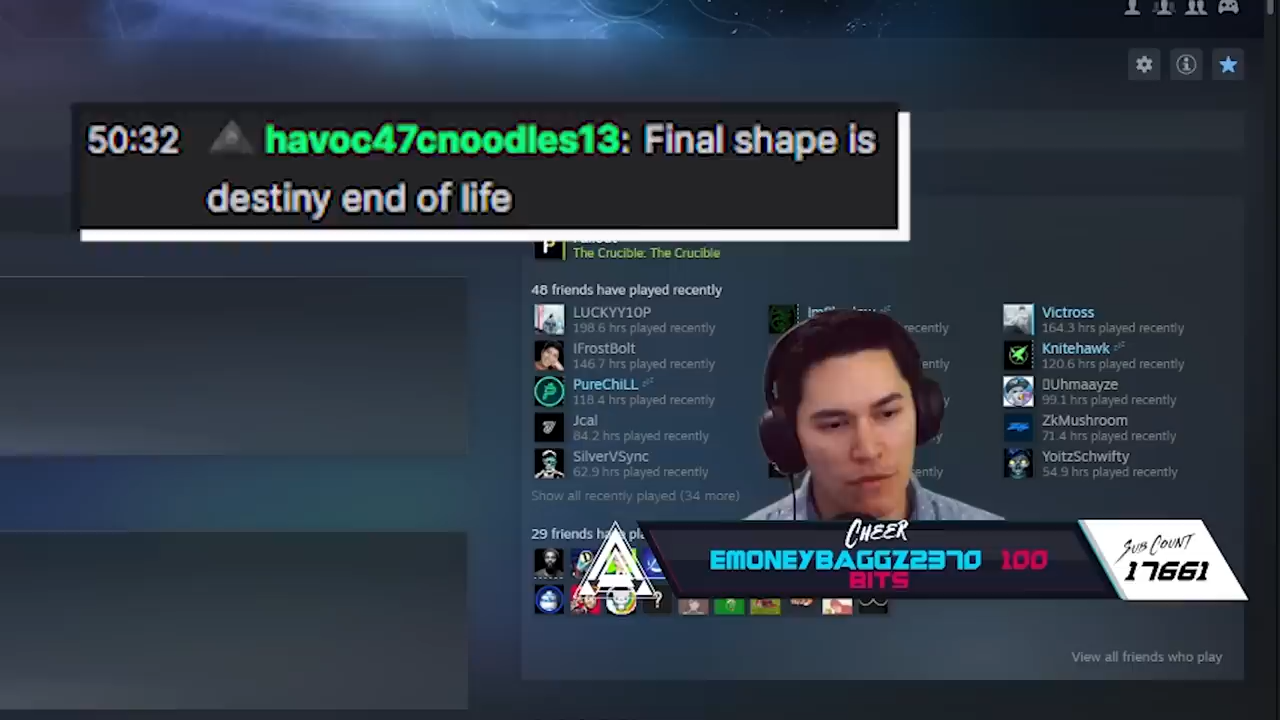 50:32 havoc47cnoodles13: Final shape is
destiny end of life
The Crucible: The Crucible
48 friends have played recently
LUCKYY10P
198.6 hrs played recently
recently
Victross
164.3 hrs played recently
IFrostBolt
146.7 hrs played recently
Knitehawk
120.6 hrs played recently
PureChiLL
118.4 hrs played recently
Uhmaayze
99.1 hrs played recently
Jcal
84.2 hrs played recently
ZkMushroom
71.4 hrs played recently
SilverVSync
62.9 hrs played recently
YoitzSchwifty
54.9 hrs played recently
Show all recently played (34 more)
29 friends
CHEER
EMONEYBAGGZ2370 100
BITS
SUB COUNT
17661
View all friends who play